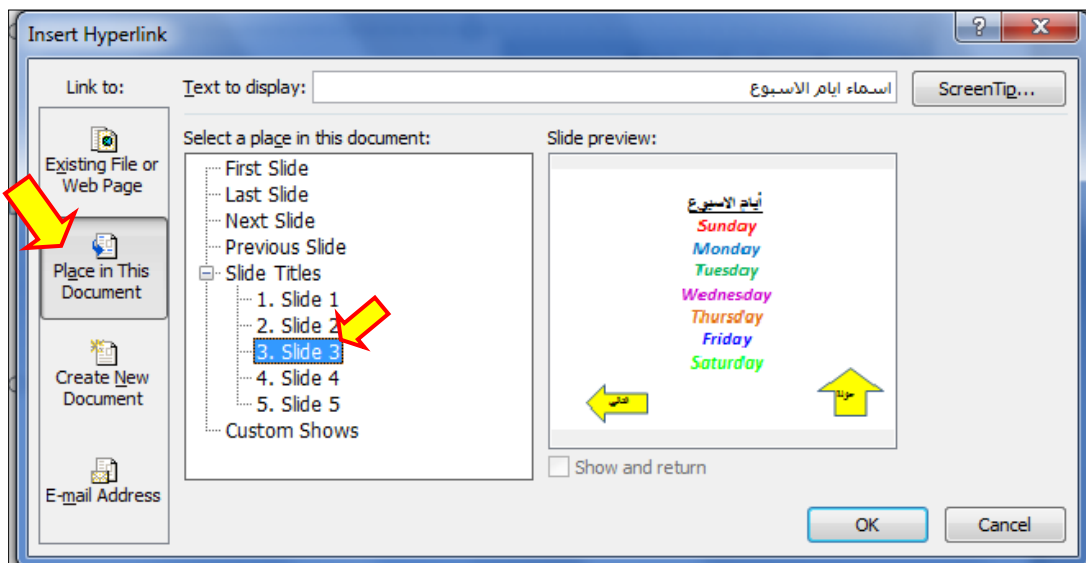 Insert Hyperlink
Link to:
Text to display: اسماء ايام الاسبوع
ScreenTip...
Existing File or
Web Page
Place in This
Document
Create New
Document
E-mail Address
Select a place in this document:
First Slide
Last Slide
Next Slide
Previous Slide
Slide Titles
1. Slide 1
2. Slide 2
3. Slide 3
4. Slide 4
5. Slide 5
Custom Shows
Slide preview:
أيام الاسبوع
Sunday
Monday
Tuesday
Wednesday
Thursday
Friday
Saturday
التالي
Show and return
OK
Cancel